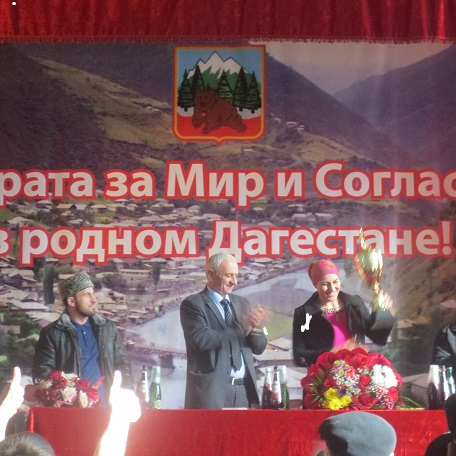 рата за Мир и Соглас
в родном Дагестане!